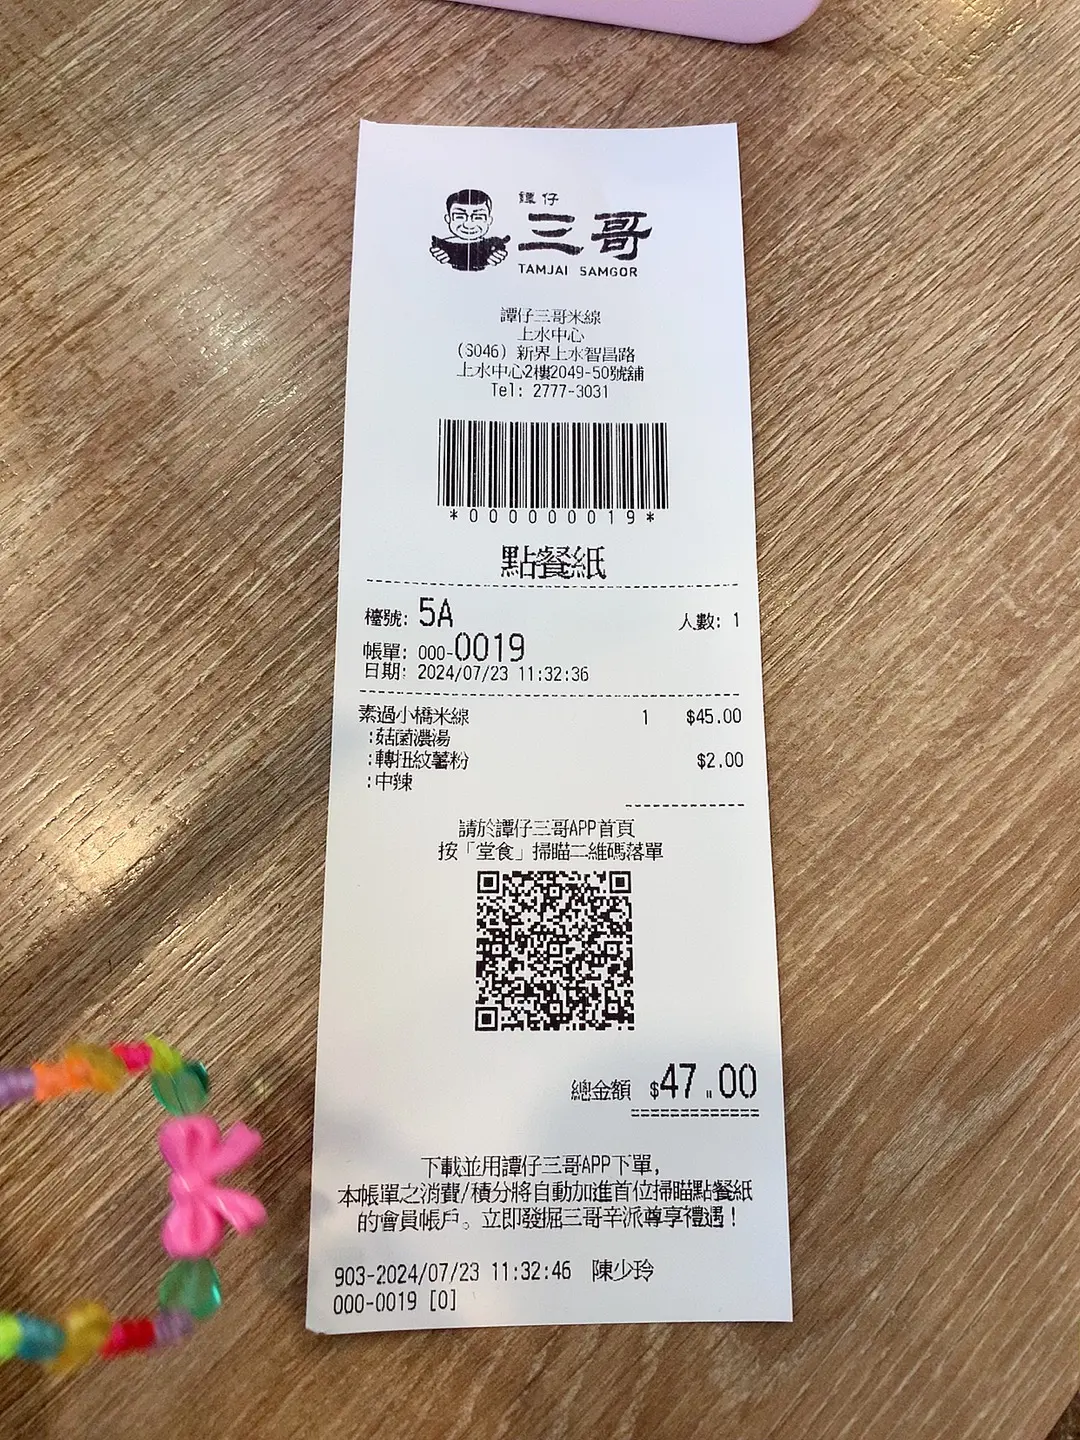 譚仔
三哥
TAMJAI SAMGOR
譚仔三哥米線
上水中心
(S046) 新界上水智昌路
上水中心2樓2049-50號舖
Tel: 2777-3031
*0000000019*
點餐紙
檯號: 5A 人數: 1
帳單: 000-0019
日期: 2024/07/23 11:32:36
素過小橋米線 1 $45.00
:菇菌濃湯
:轉扭紋薯粉 $2.00
:中辣
請於譚仔三哥APP首頁
按「堂食」掃瞄二維碼落單
總金額 $47.00
下載並用譚仔三哥APP下單,
本帳單之消費/積分將自動加進首位掃瞄點餐紙
的會員帳戶。立即發掘三哥辛派尊享禮遇!
903-2024/07/23 11:32:46 陳少玲
000-0019 [0]